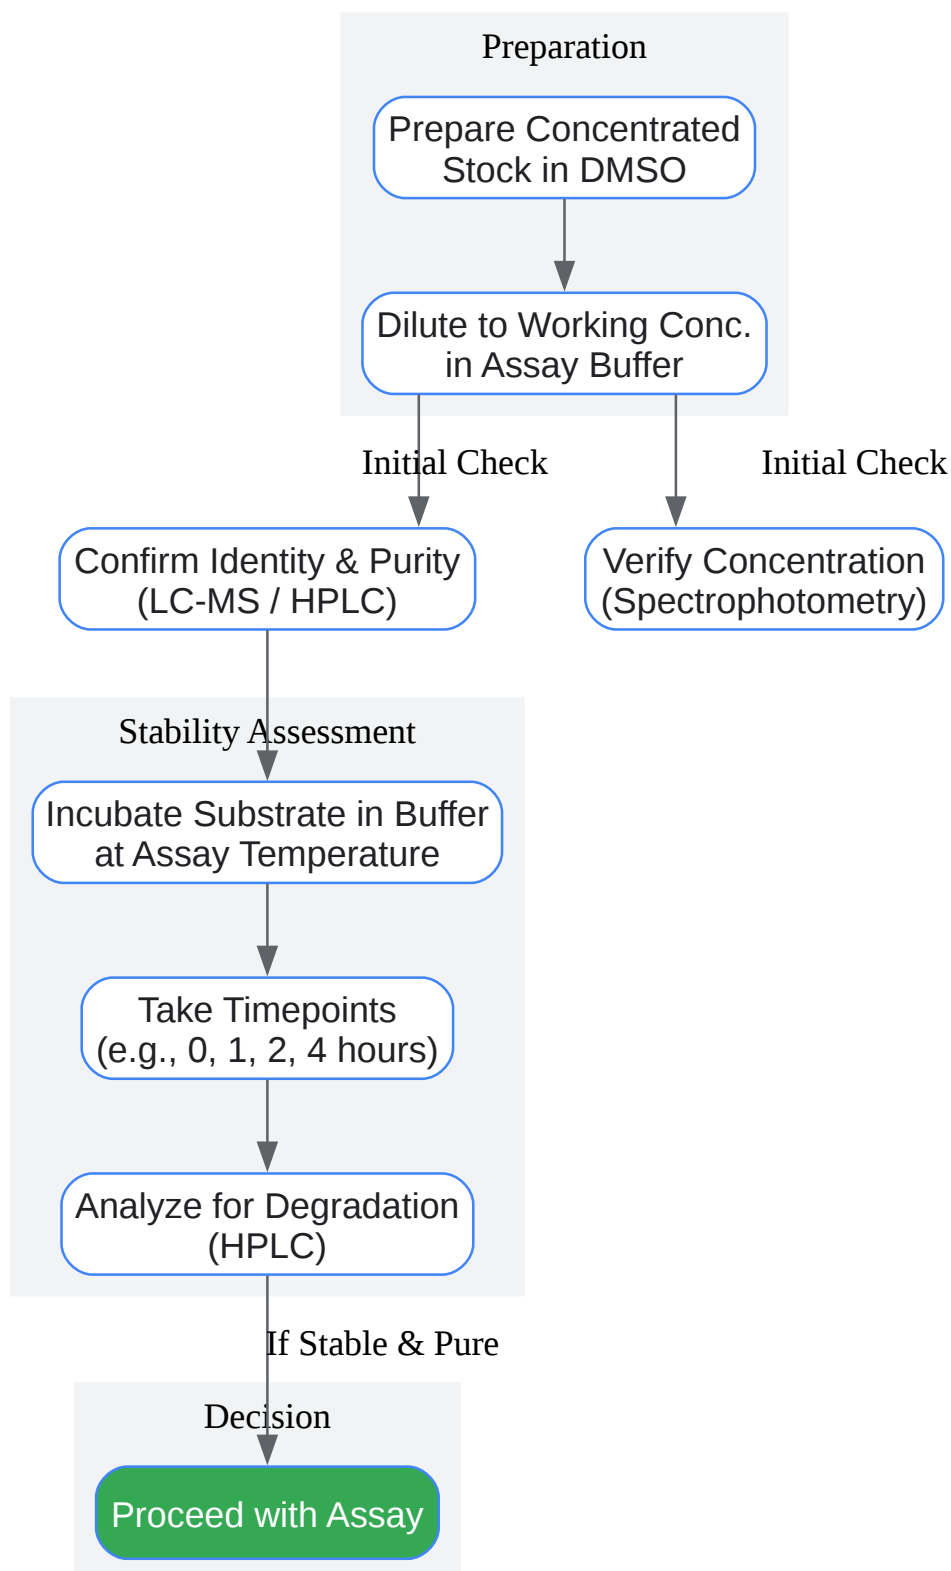 Preparation
Prepare Concentrated
Stock in DMSO
Dilute to Working Conc.
in Assay Buffer
Initial Check
Initial Check
Confirm Identity & Purity
(LC-MS / HPLC)
Verify Concentration
(Spectrophotometry)
Stability Assessment
Incubate Substrate in Buffer
at Assay Temperature
Take Timepoints
(e.g., 0, 1, 2, 4 hours)
Analyze for Degradation
(HPLC)
If Stable & Pure
Decision
Proceed with Assay